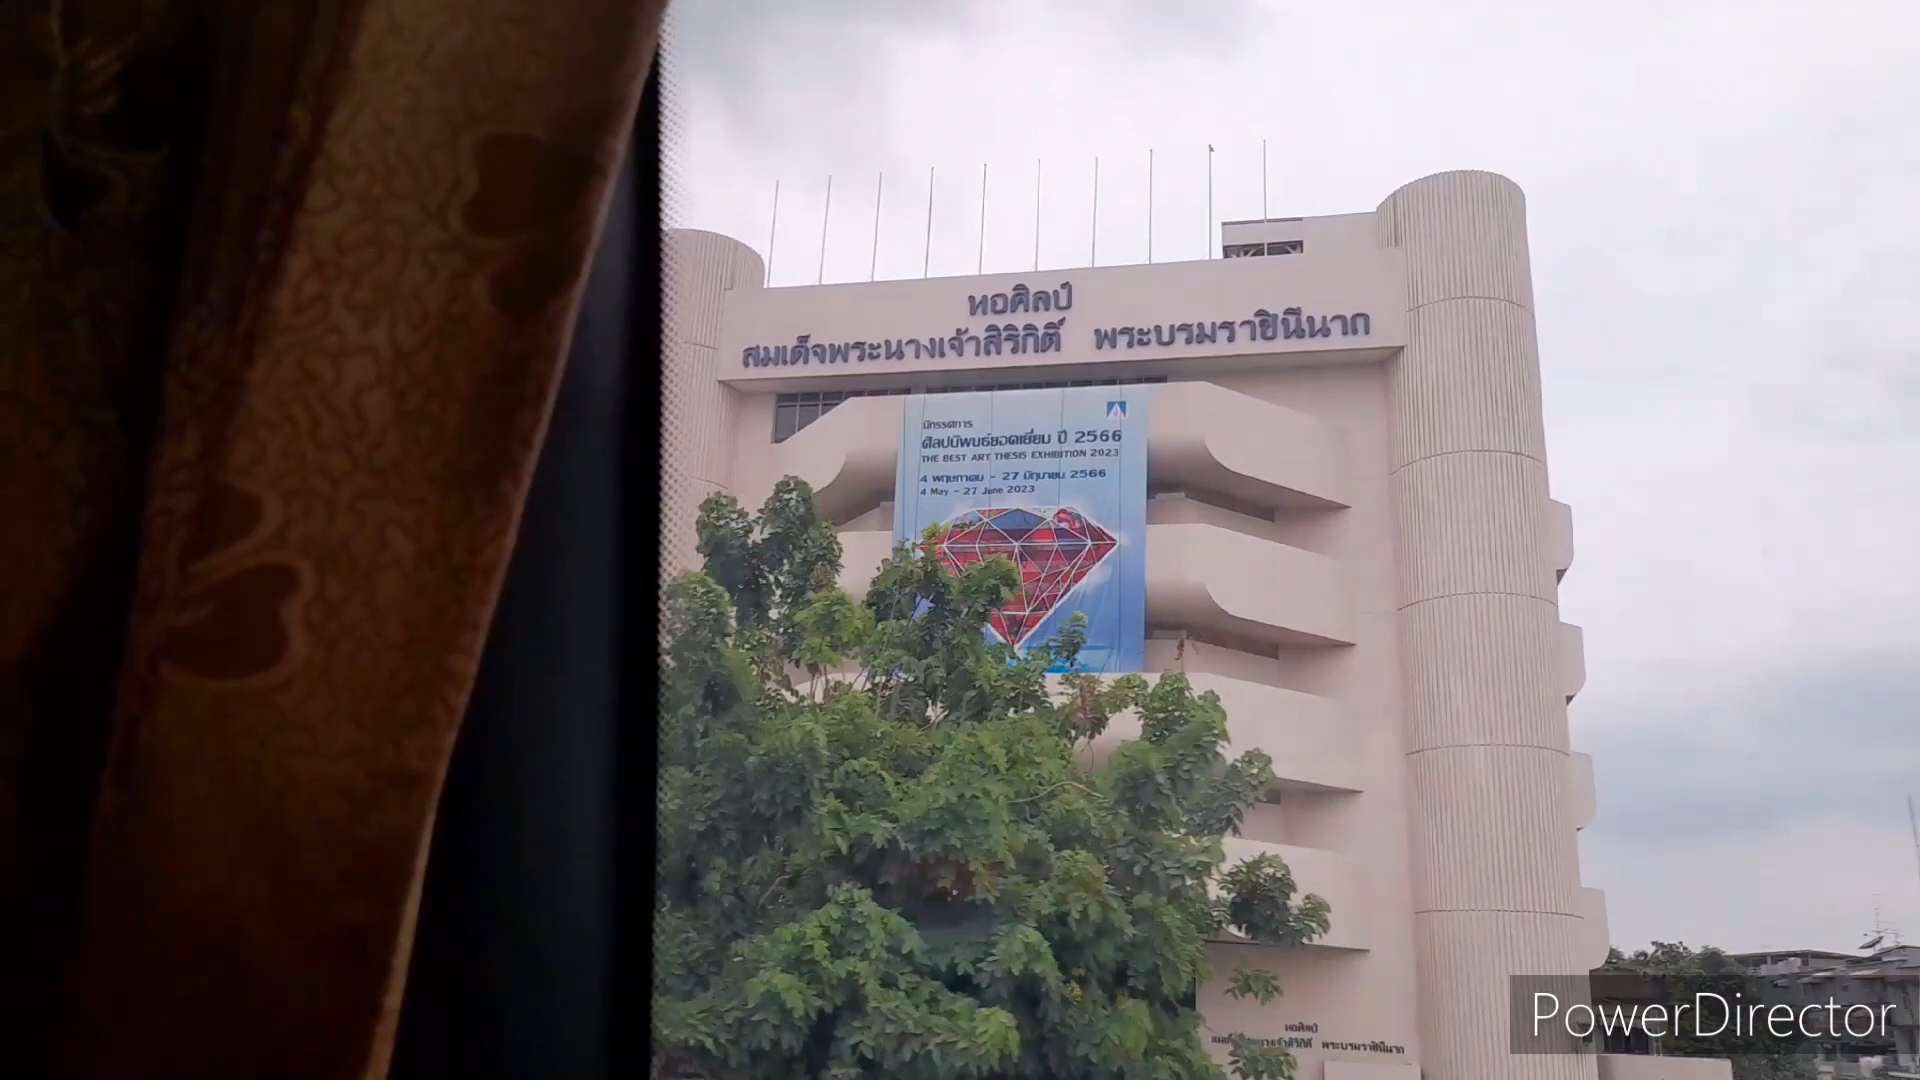 หอศิลป์
สมเด็จพระนางเจ้าสิริกิติ์ พระบรมราชินีนาถ
นิทรรศการ
ศิลปนิพนธ์ยอดเยี่ยม ปี 2566
THE BEST ART THESIS EXHIBITION 2023
4 พฤษภาคม - 27 มิถุนายน 2566
4 May - 27 June 2023
หอศิลป์
พระบรมราชินีนาถ
PowerDirector